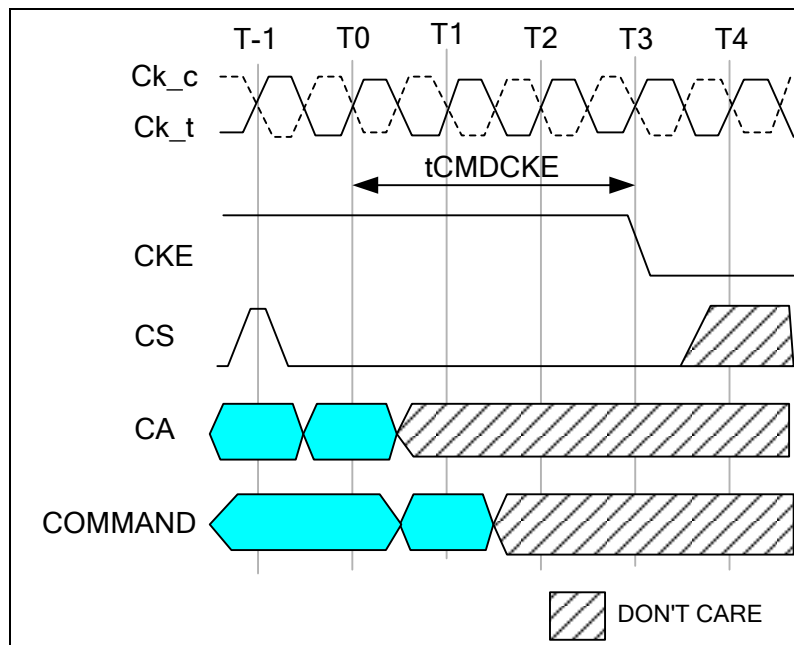 T-1 T0 T1 T2 T3 T4
Ck_c
Ck_t
tCMDCKE
CKE
CS
CA
COMMAND
DON'T CARE